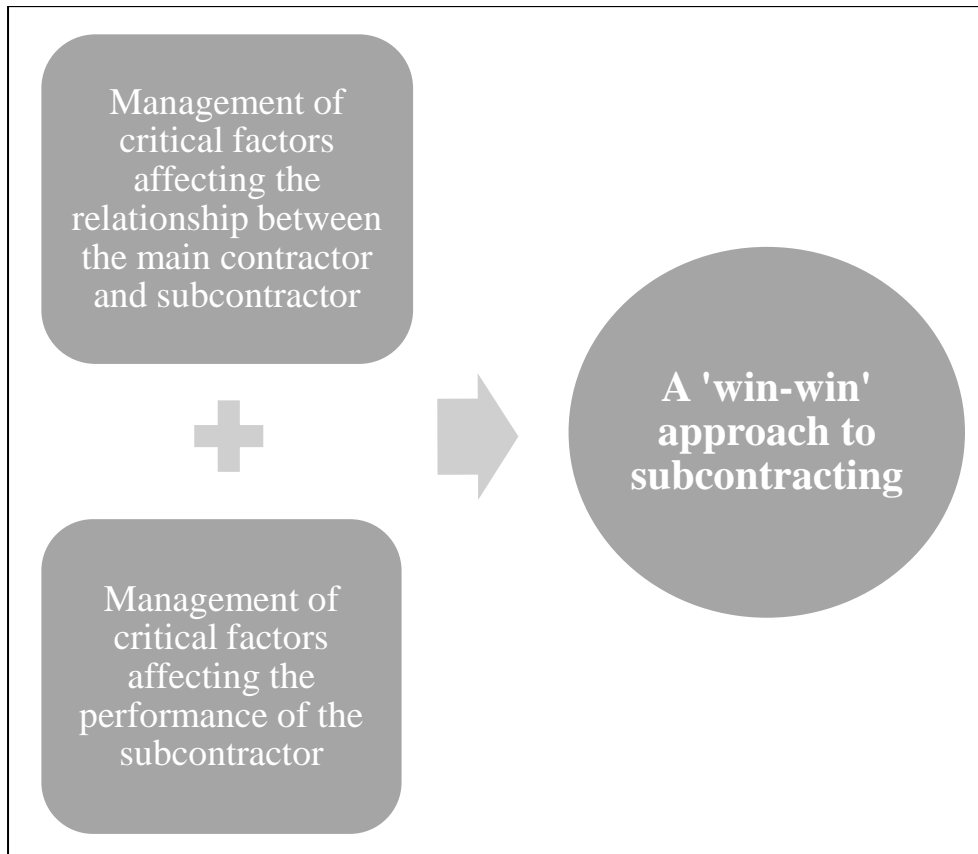 Management of
critical factors
affecting the
relationship between
the main contractor
and subcontractor
Management of
critical factors
affecting the
performance of the
subcontractor
A 'win-win'
approach to
subcontracting